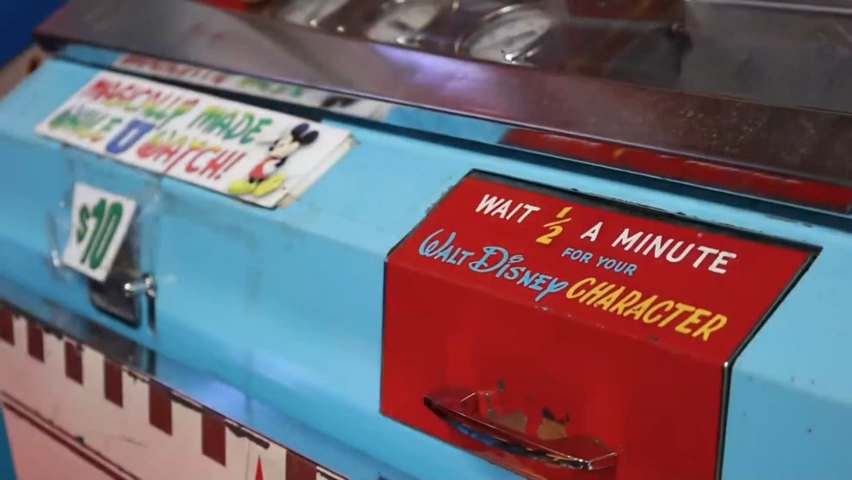 MAGICALLY MADE
WHILE U WATCH!
$10
WAIT 1/2 A MINUTE
FOR YOUR
WALT DISNEY CHARACTER